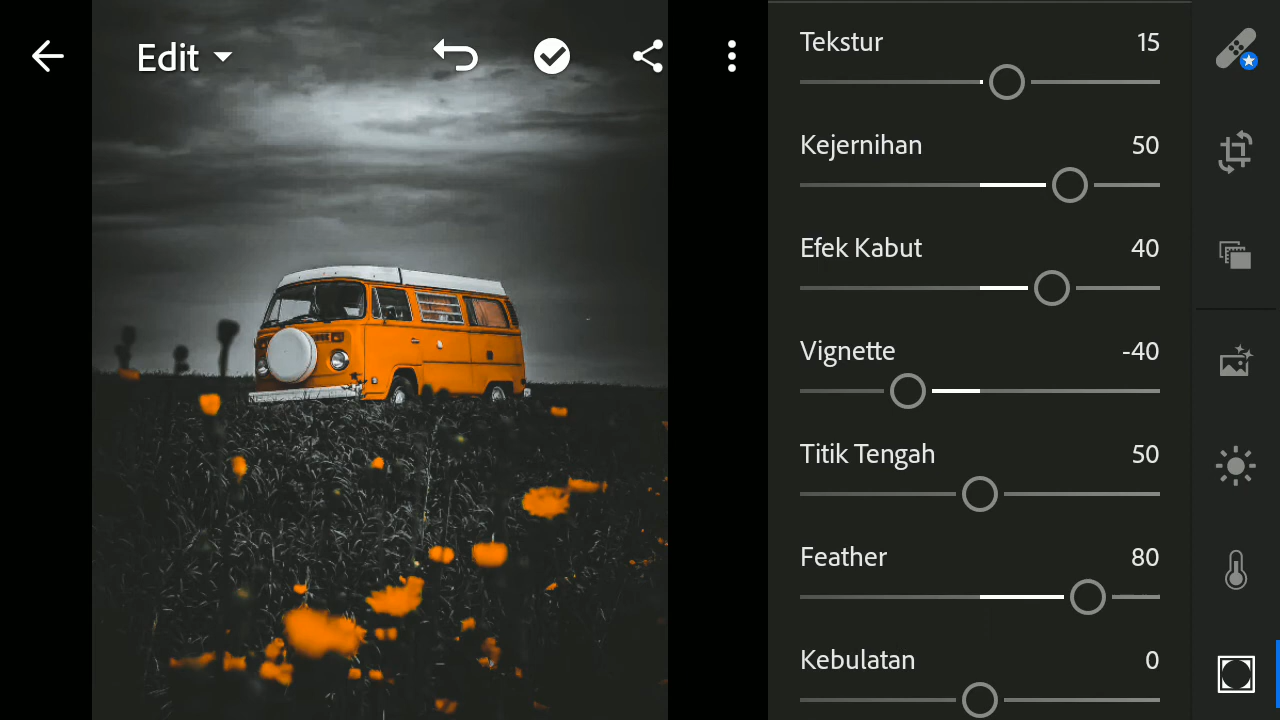 Edit
Tekstur 15
Kejernihan 50
Efek Kabut 40
Vignette -40
Titik Tengah 50
Feather 80
Kebulatan 0